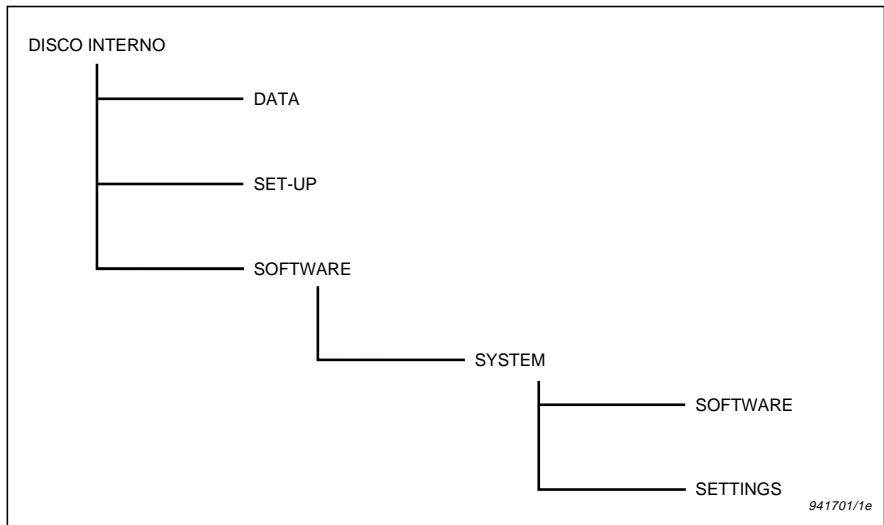 DISCO INTERNO
DATA
SET-UP
SOFTWARE
SYSTEM
SOFTWARE
SETTINGS
941701/1e